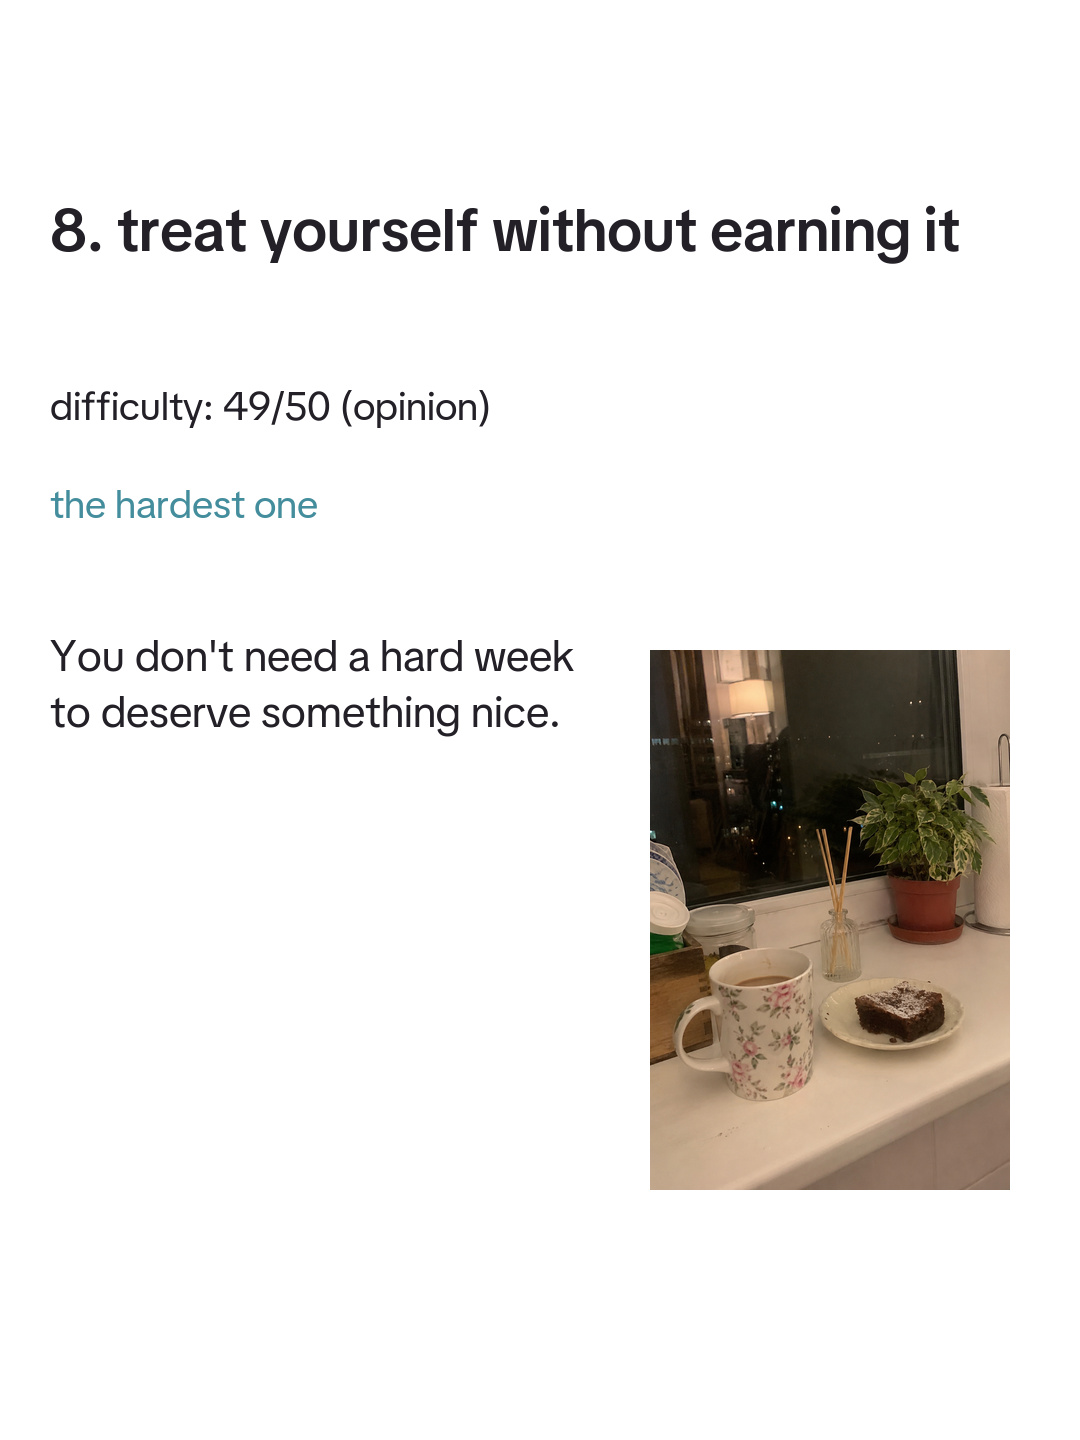 8. treat yourself without earning it
difficulty: 49/50 (opinion)
the hardest one
You don't need a hard week
to deserve something nice.